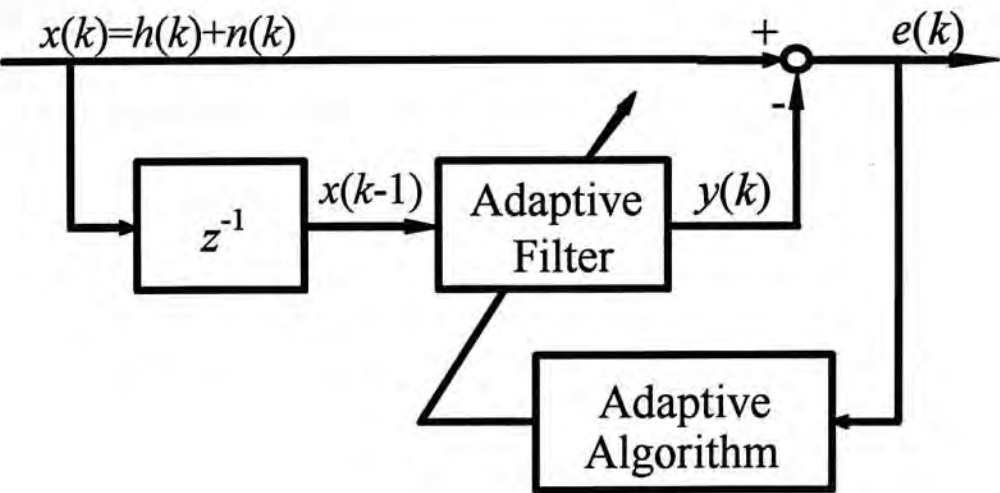 x(k)=h(k)+n(k)
+
e(k)
-
z⁻¹
x(k-1)
Adaptive
Filter
y(k)
Adaptive
Algorithm